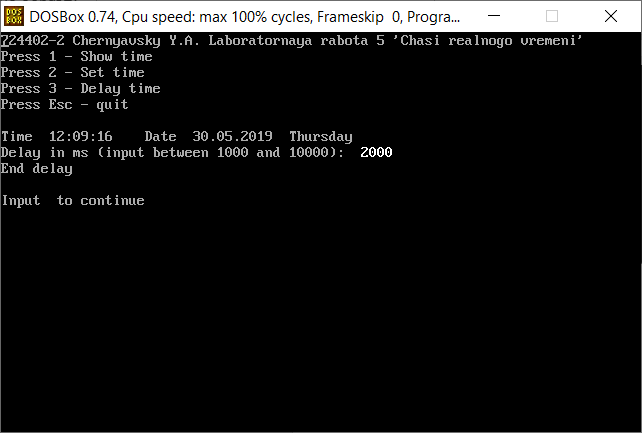 DOS BOX DOSBox 0.74, Cpu speed: max 100% cycles, Frameskip 0, Progra...
724402-2 Chernyavsky Y.A. Laboratornaya rabota 5 'Chasi realnogo vremeni'
Press 1 - Show time
Press 2 - Set time
Press 3 - Delay time
Press Esc - quit
Time 12:09:16 Date 30.05.2019 Thursday
Delay in ms (input between 1000 and 10000): 2000
End delay
Input to continue